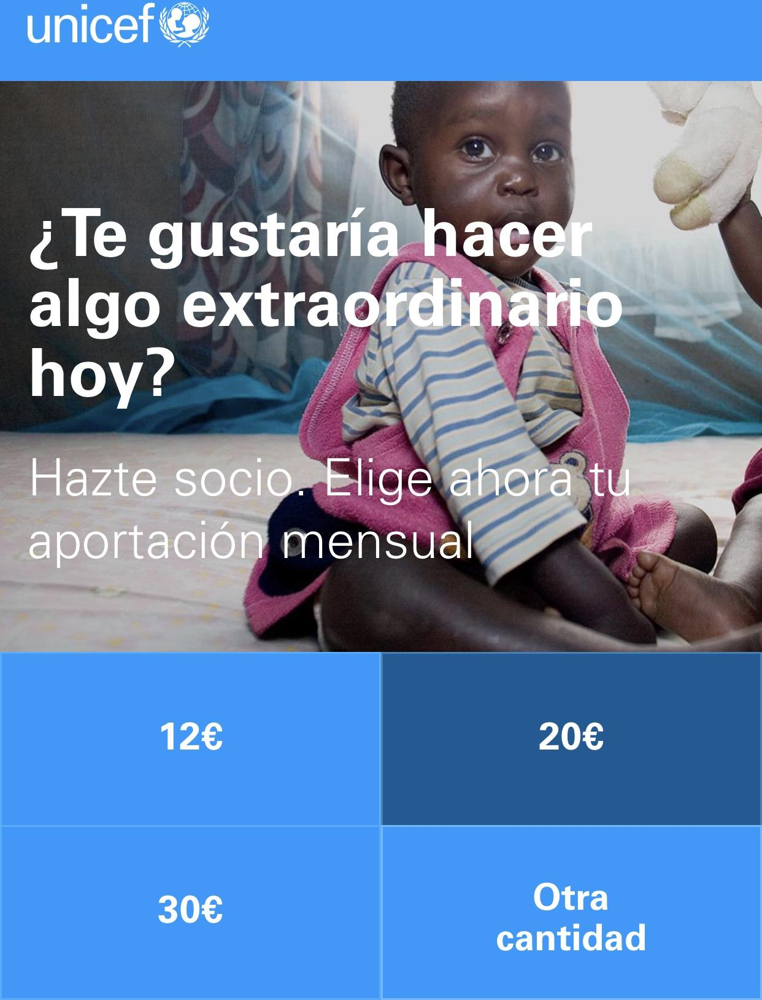 unicef
¿Te gustaría hacer
algo extraordinario
hoy?
Hazte socio. Elige ahora tu
aportación mensual
12€
20€
30€
Otra
cantidad